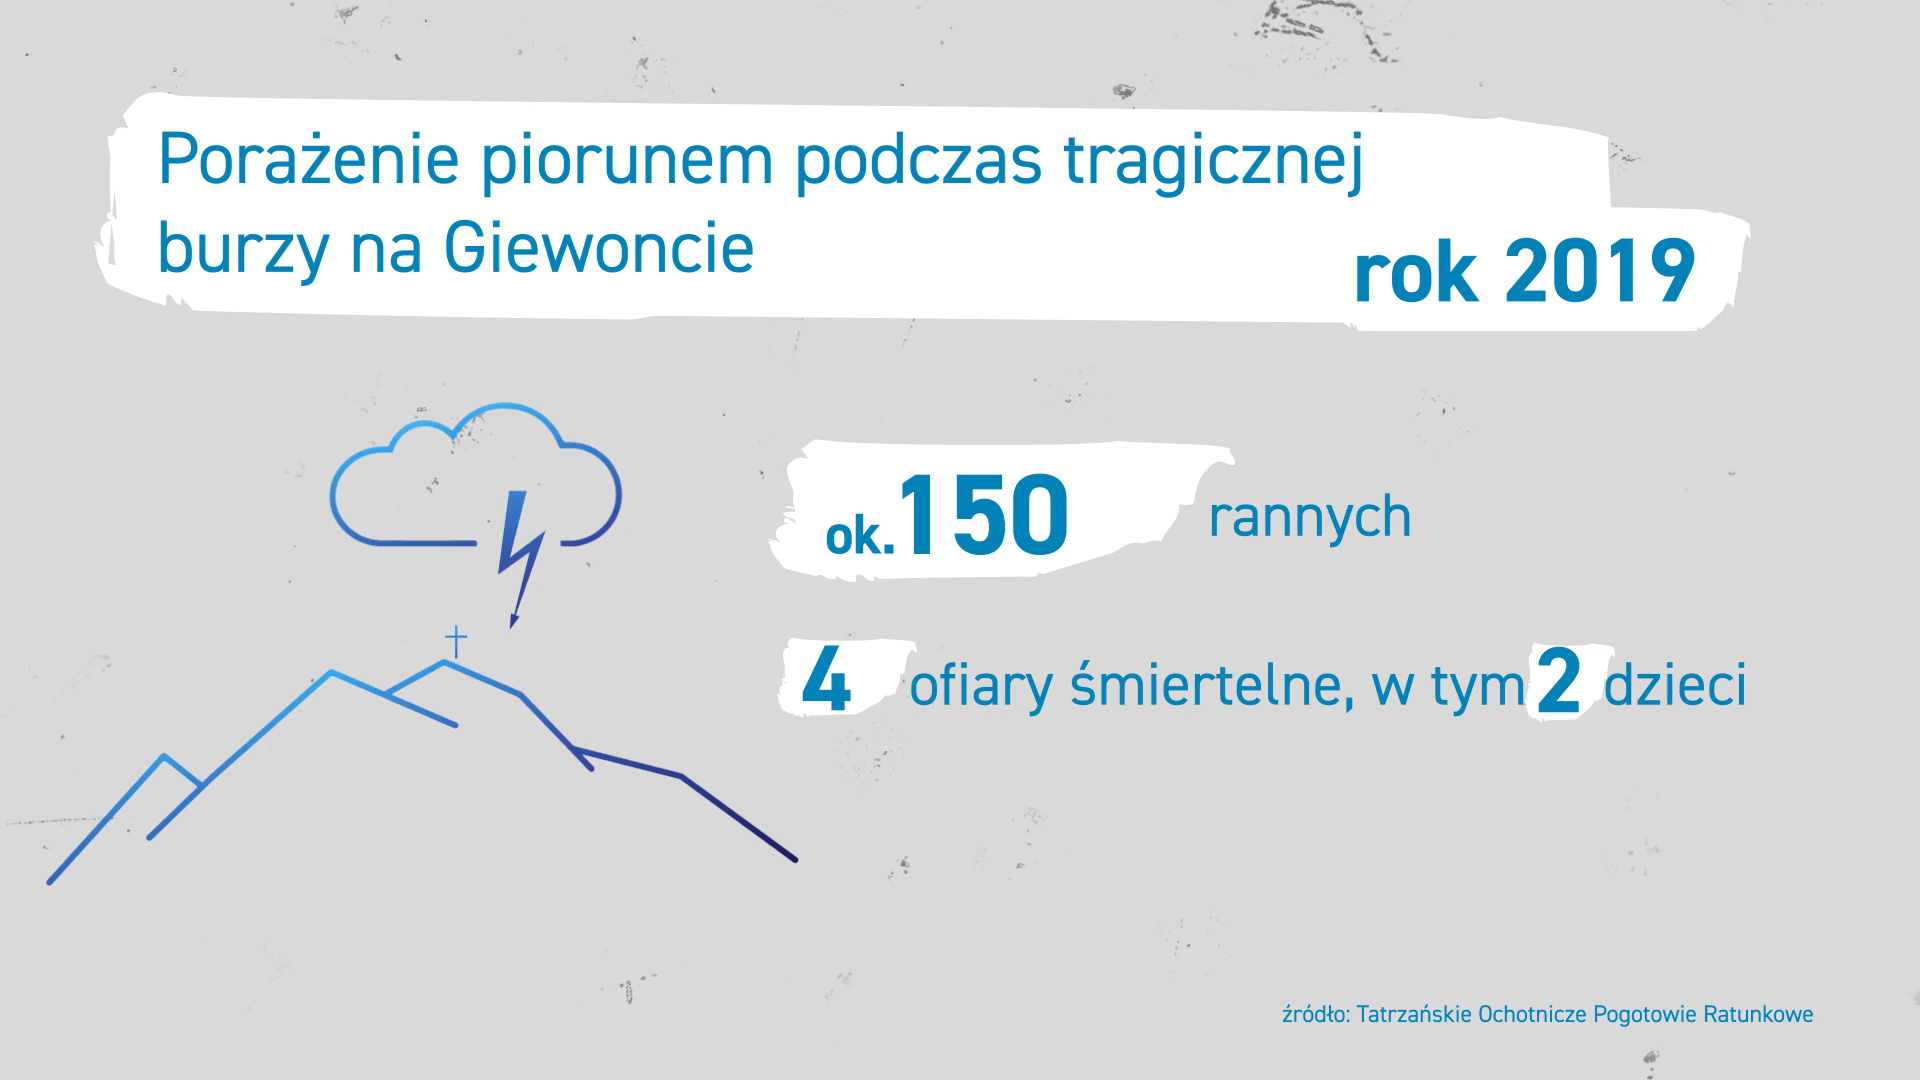 Porażenie piorunem podczas tragicznej
burzy na Giewoncie
rok 2019
ok.150 rannych
4 ofiary śmiertelne, w tym 2 dzieci
źródło: Tatrzańskie Ochotnicze Pogotowie Ratunkowe